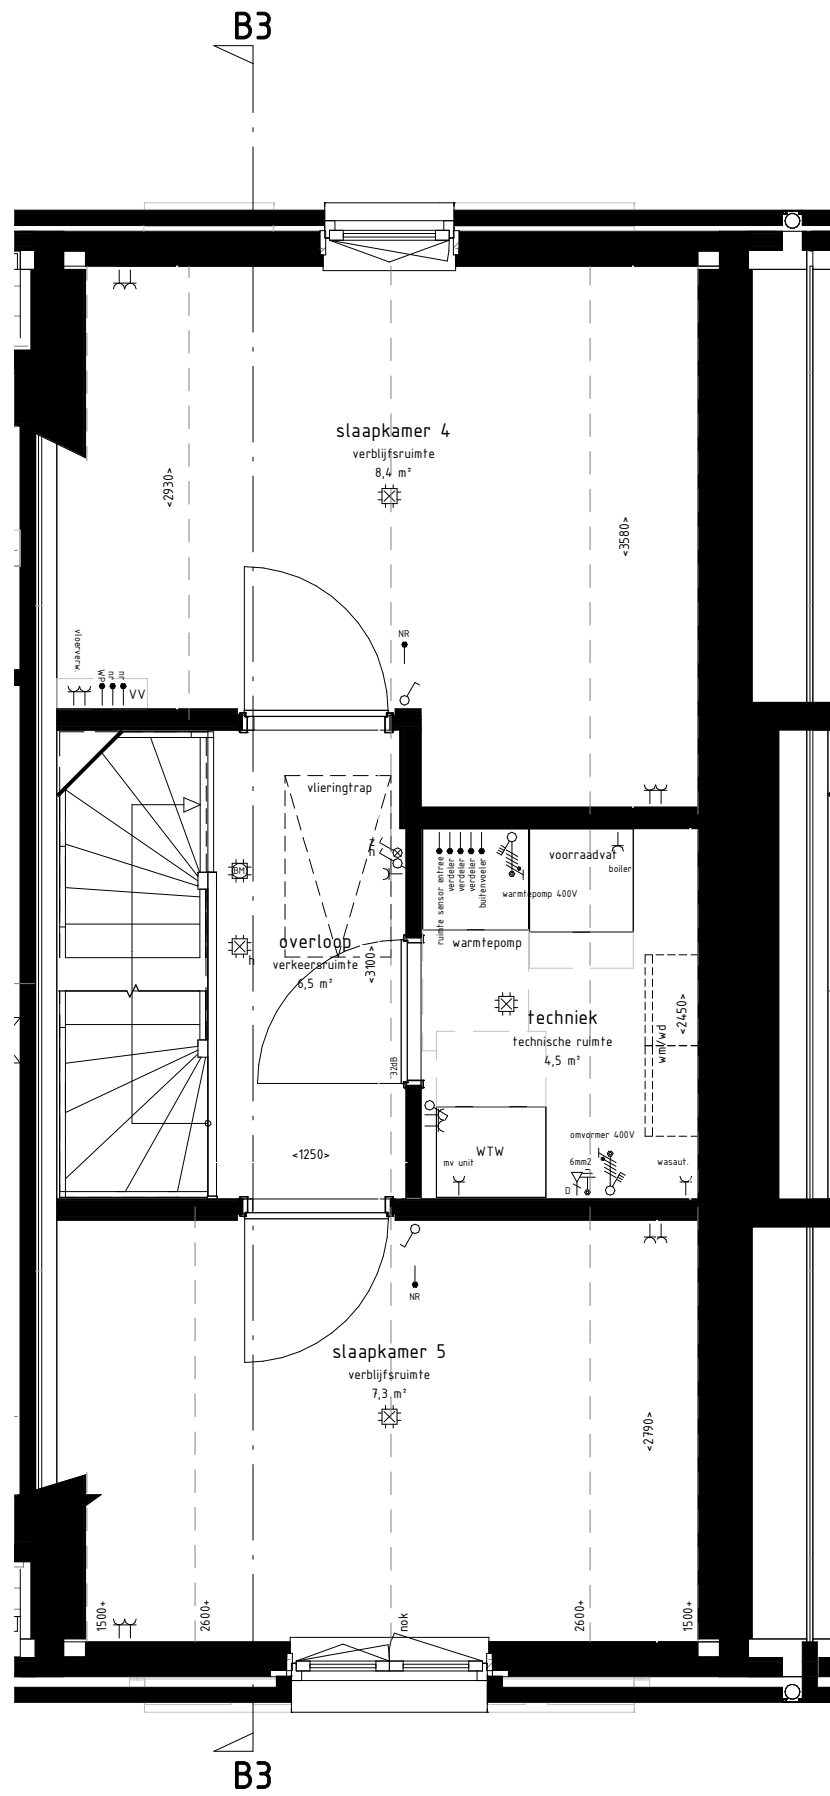 B3
slaapkamer 4
verblijfsruimte
8,4 m²
<2930>
<3580>
vloerverw.
WP
nr
nr
VV
NR
vlieringtrap
BM
h
overloop
verkeersruimte
6,5 m²
<3100>
32dB
<1250>
ruimte sensor entree
verdeler
verdeler
verdeler
buitenvoeler
voorraadvat
boiler
warmtepomp 400V
warmtepomp
techniek
technische ruimte
4,5 m²
<2450>
wm/wd
WTW
mv unit
omvormer 400V
6mm2
D
wasaut.
NR
slaapkamer 5
verblijfsruimte
7,3 m²
<2790>
1500+
2600+
nok
2600+
1500+
B3